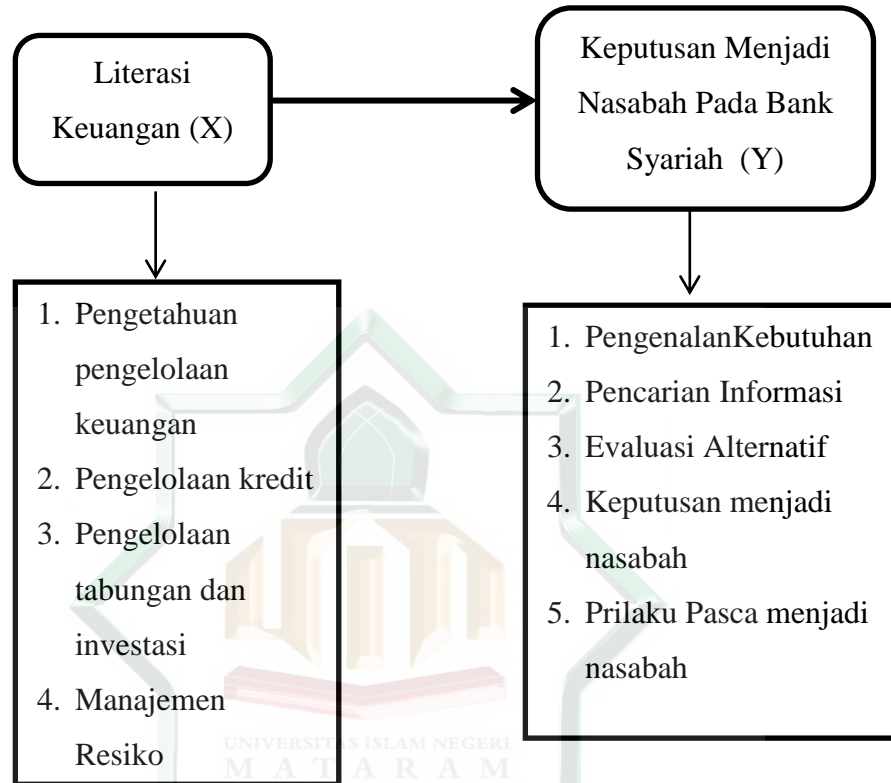 Literasi
Keuangan (X)
Keputusan Menjadi
Nasabah Pada Bank
Syariah (Y)
1. Pengetahuan
pengelolaan
keuangan
2. Pengelolaan kredit
3. Pengelolaan
tabungan dan
investasi
4. Manajemen
Resiko
1. PengenalanKebutuhan
2. Pencarian Informasi
3. Evaluasi Alternatif
4. Keputusan menjadi
nasabah
5. Prilaku Pasca menjadi
nasabah
UNIVERSITAS ISLAM NEGERI
MATARAM